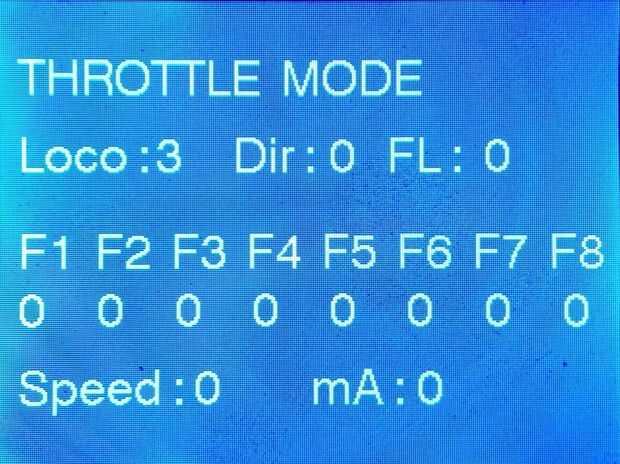 THROTTLE MODE
Loco:3 Dir:0 FL: 0
F1 F2 F3 F4 F5 F6 F7 F8
0 0 0 0 0 0 0 0
Speed:0 mA:0